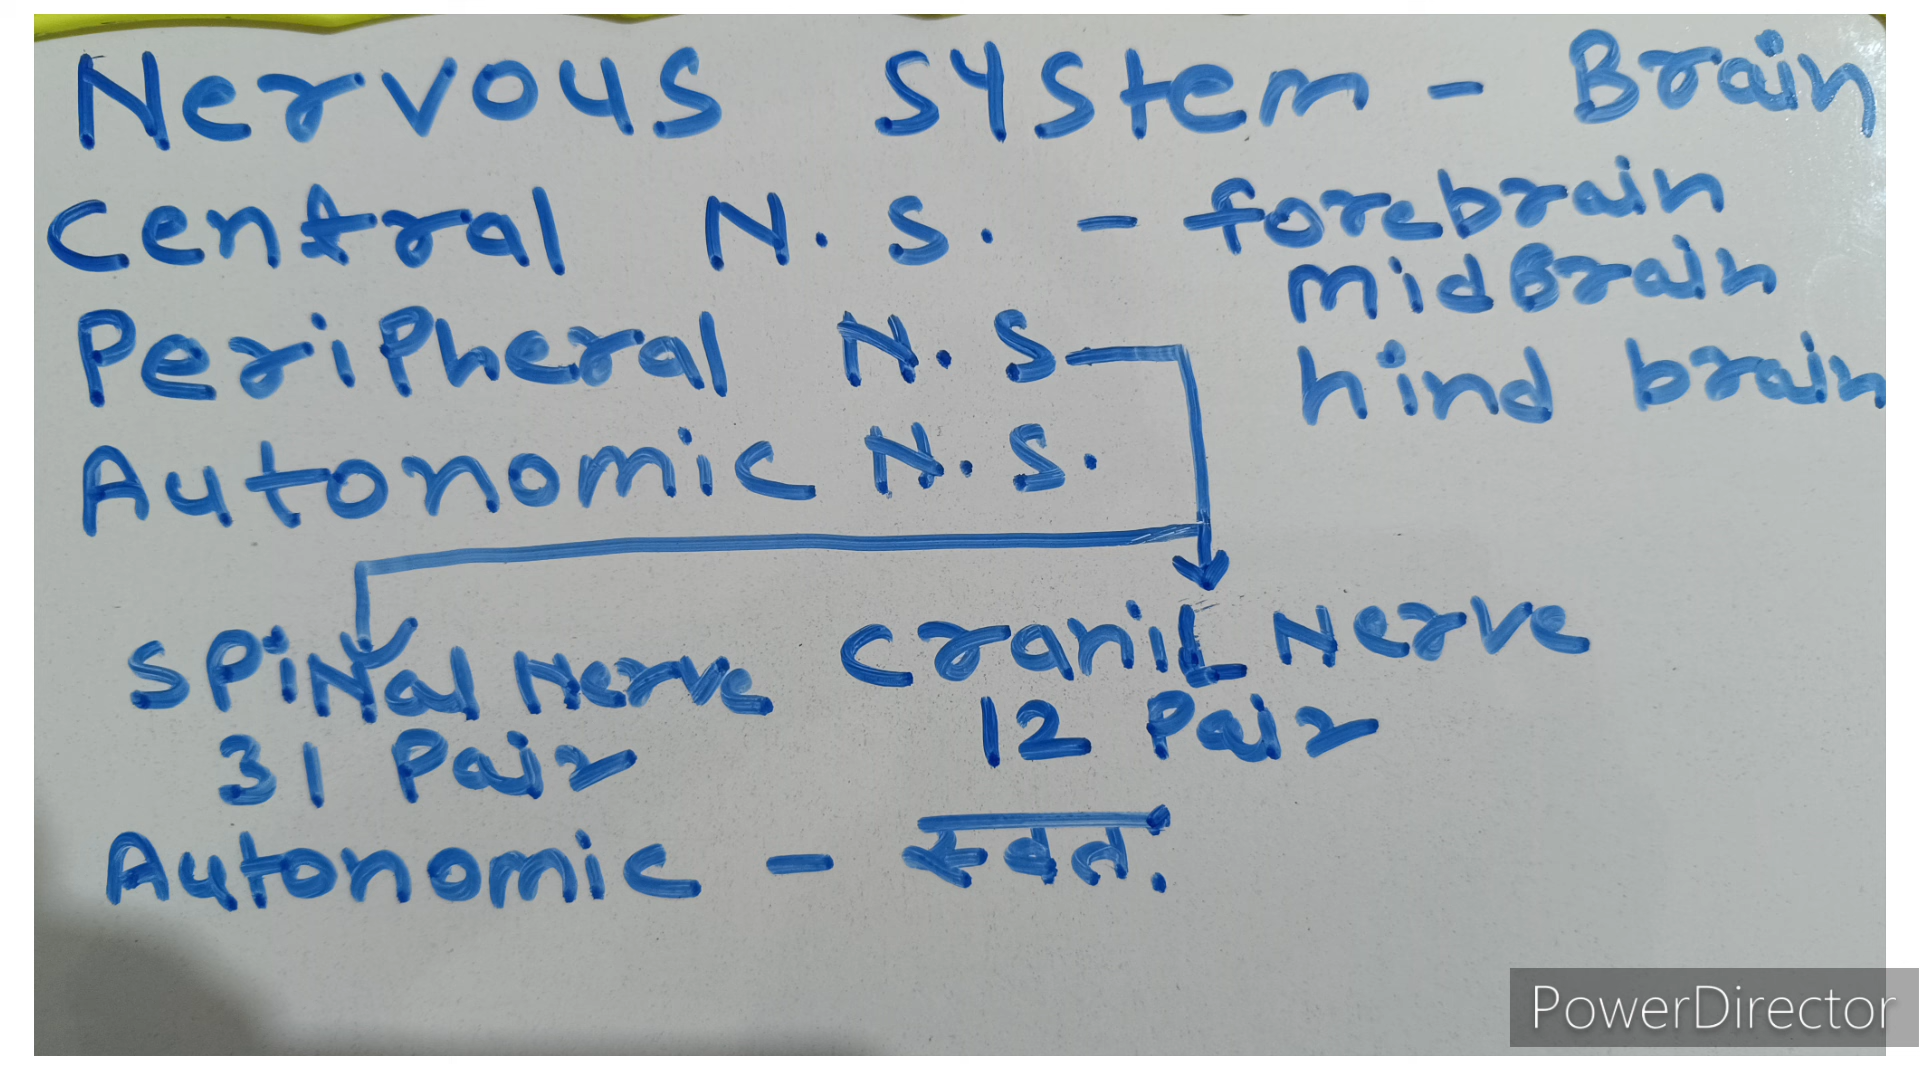 Nervous System - Brain
Central N. S. - forebrain
midBrain
Peripheral N. S
hind brain
Autonomic N. S.
SPiNal Nerve
CraniL Nerve
31 Pair
12 Pair
Autonomic - स्वत.
PowerDirector